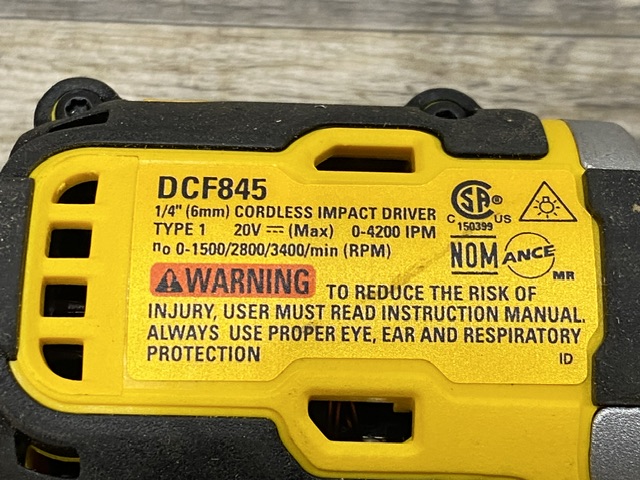 DCF845
1/4" (6mm) CORDLESS IMPACT DRIVER
TYPE 1 20V ⎓ (Max) 0-4200 IPM
n₀ 0-1500/2800/3400/min (RPM)
CSA®
C US
150399
NOM
ANCE
MR
WARNING TO REDUCE THE RISK OF
INJURY, USER MUST READ INSTRUCTION MANUAL.
ALWAYS USE PROPER EYE, EAR AND RESPIRATORY
PROTECTION
ID